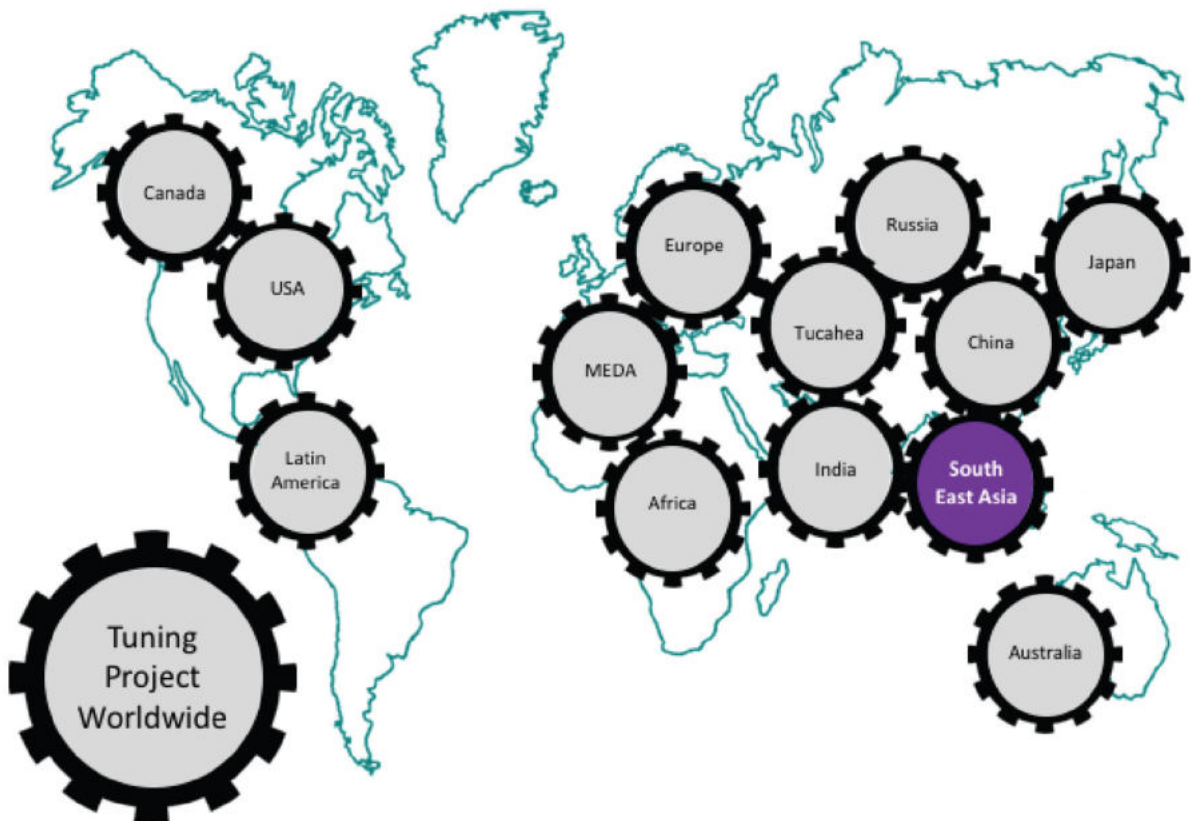 Canada
USA
Latin
America
Europe
MEDA
Africa
Tucahea
Russia
India
China
Japan
South
East Asia
Australia
Tuning
Project
Worldwide